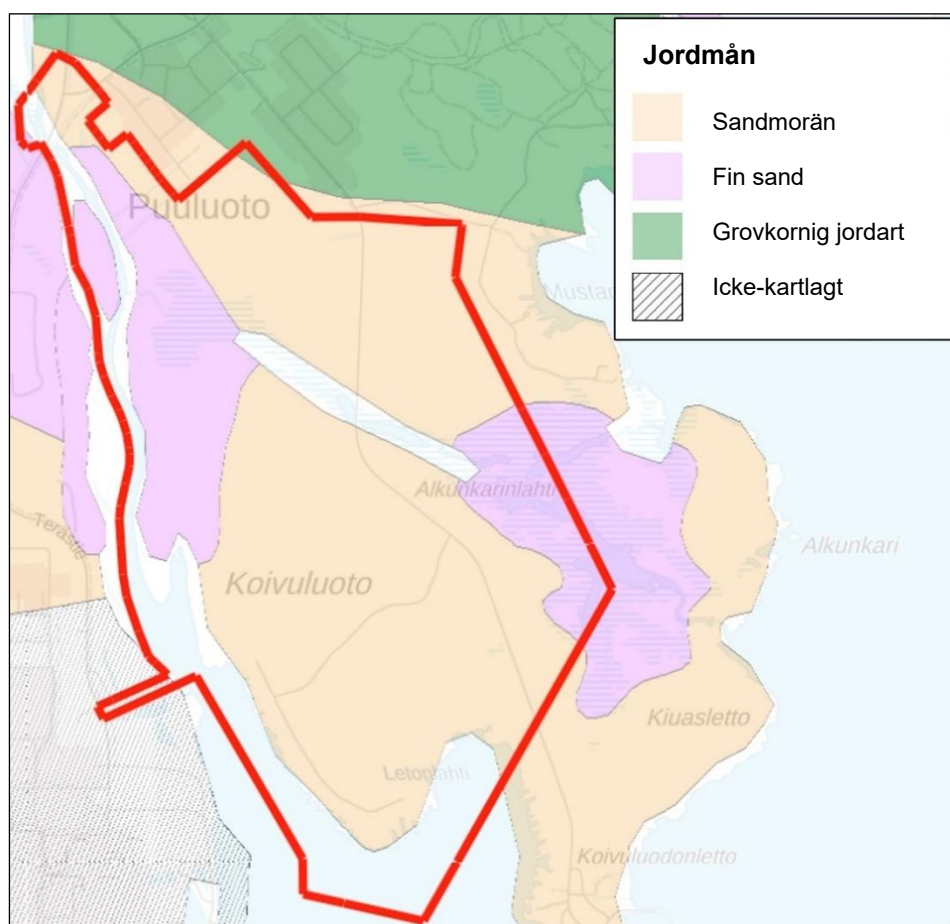 Jordmån
Sandmorän
Fin sand
Grovkornig jordart
Icke-kartlagt
Puuluoto
Alkunkarinlahti
Alkunkari
Terästie
Koivuluoto
Kiuasletto
Letonlahti
Koivuluodonletto